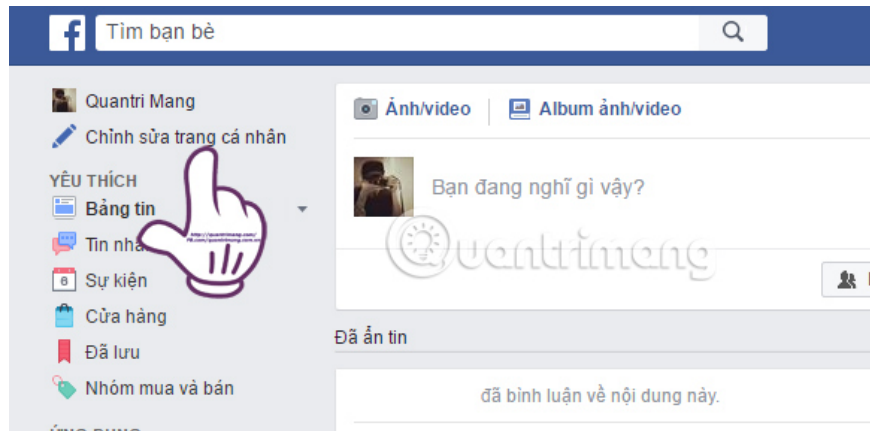 Tìm bạn bè
Quantri Mang
Chỉnh sửa trang cá nhân
YÊU THÍCH
Bảng tin
Tin nhắ
Sự kiện
Cửa hàng
Đã lưu
Nhóm mua và bán
Ảnh/video
Album ảnh/video
Bạn đang nghĩ gì vậy?
Quantrimang
Đã ẩn tin
đã bình luận về nội dung này.